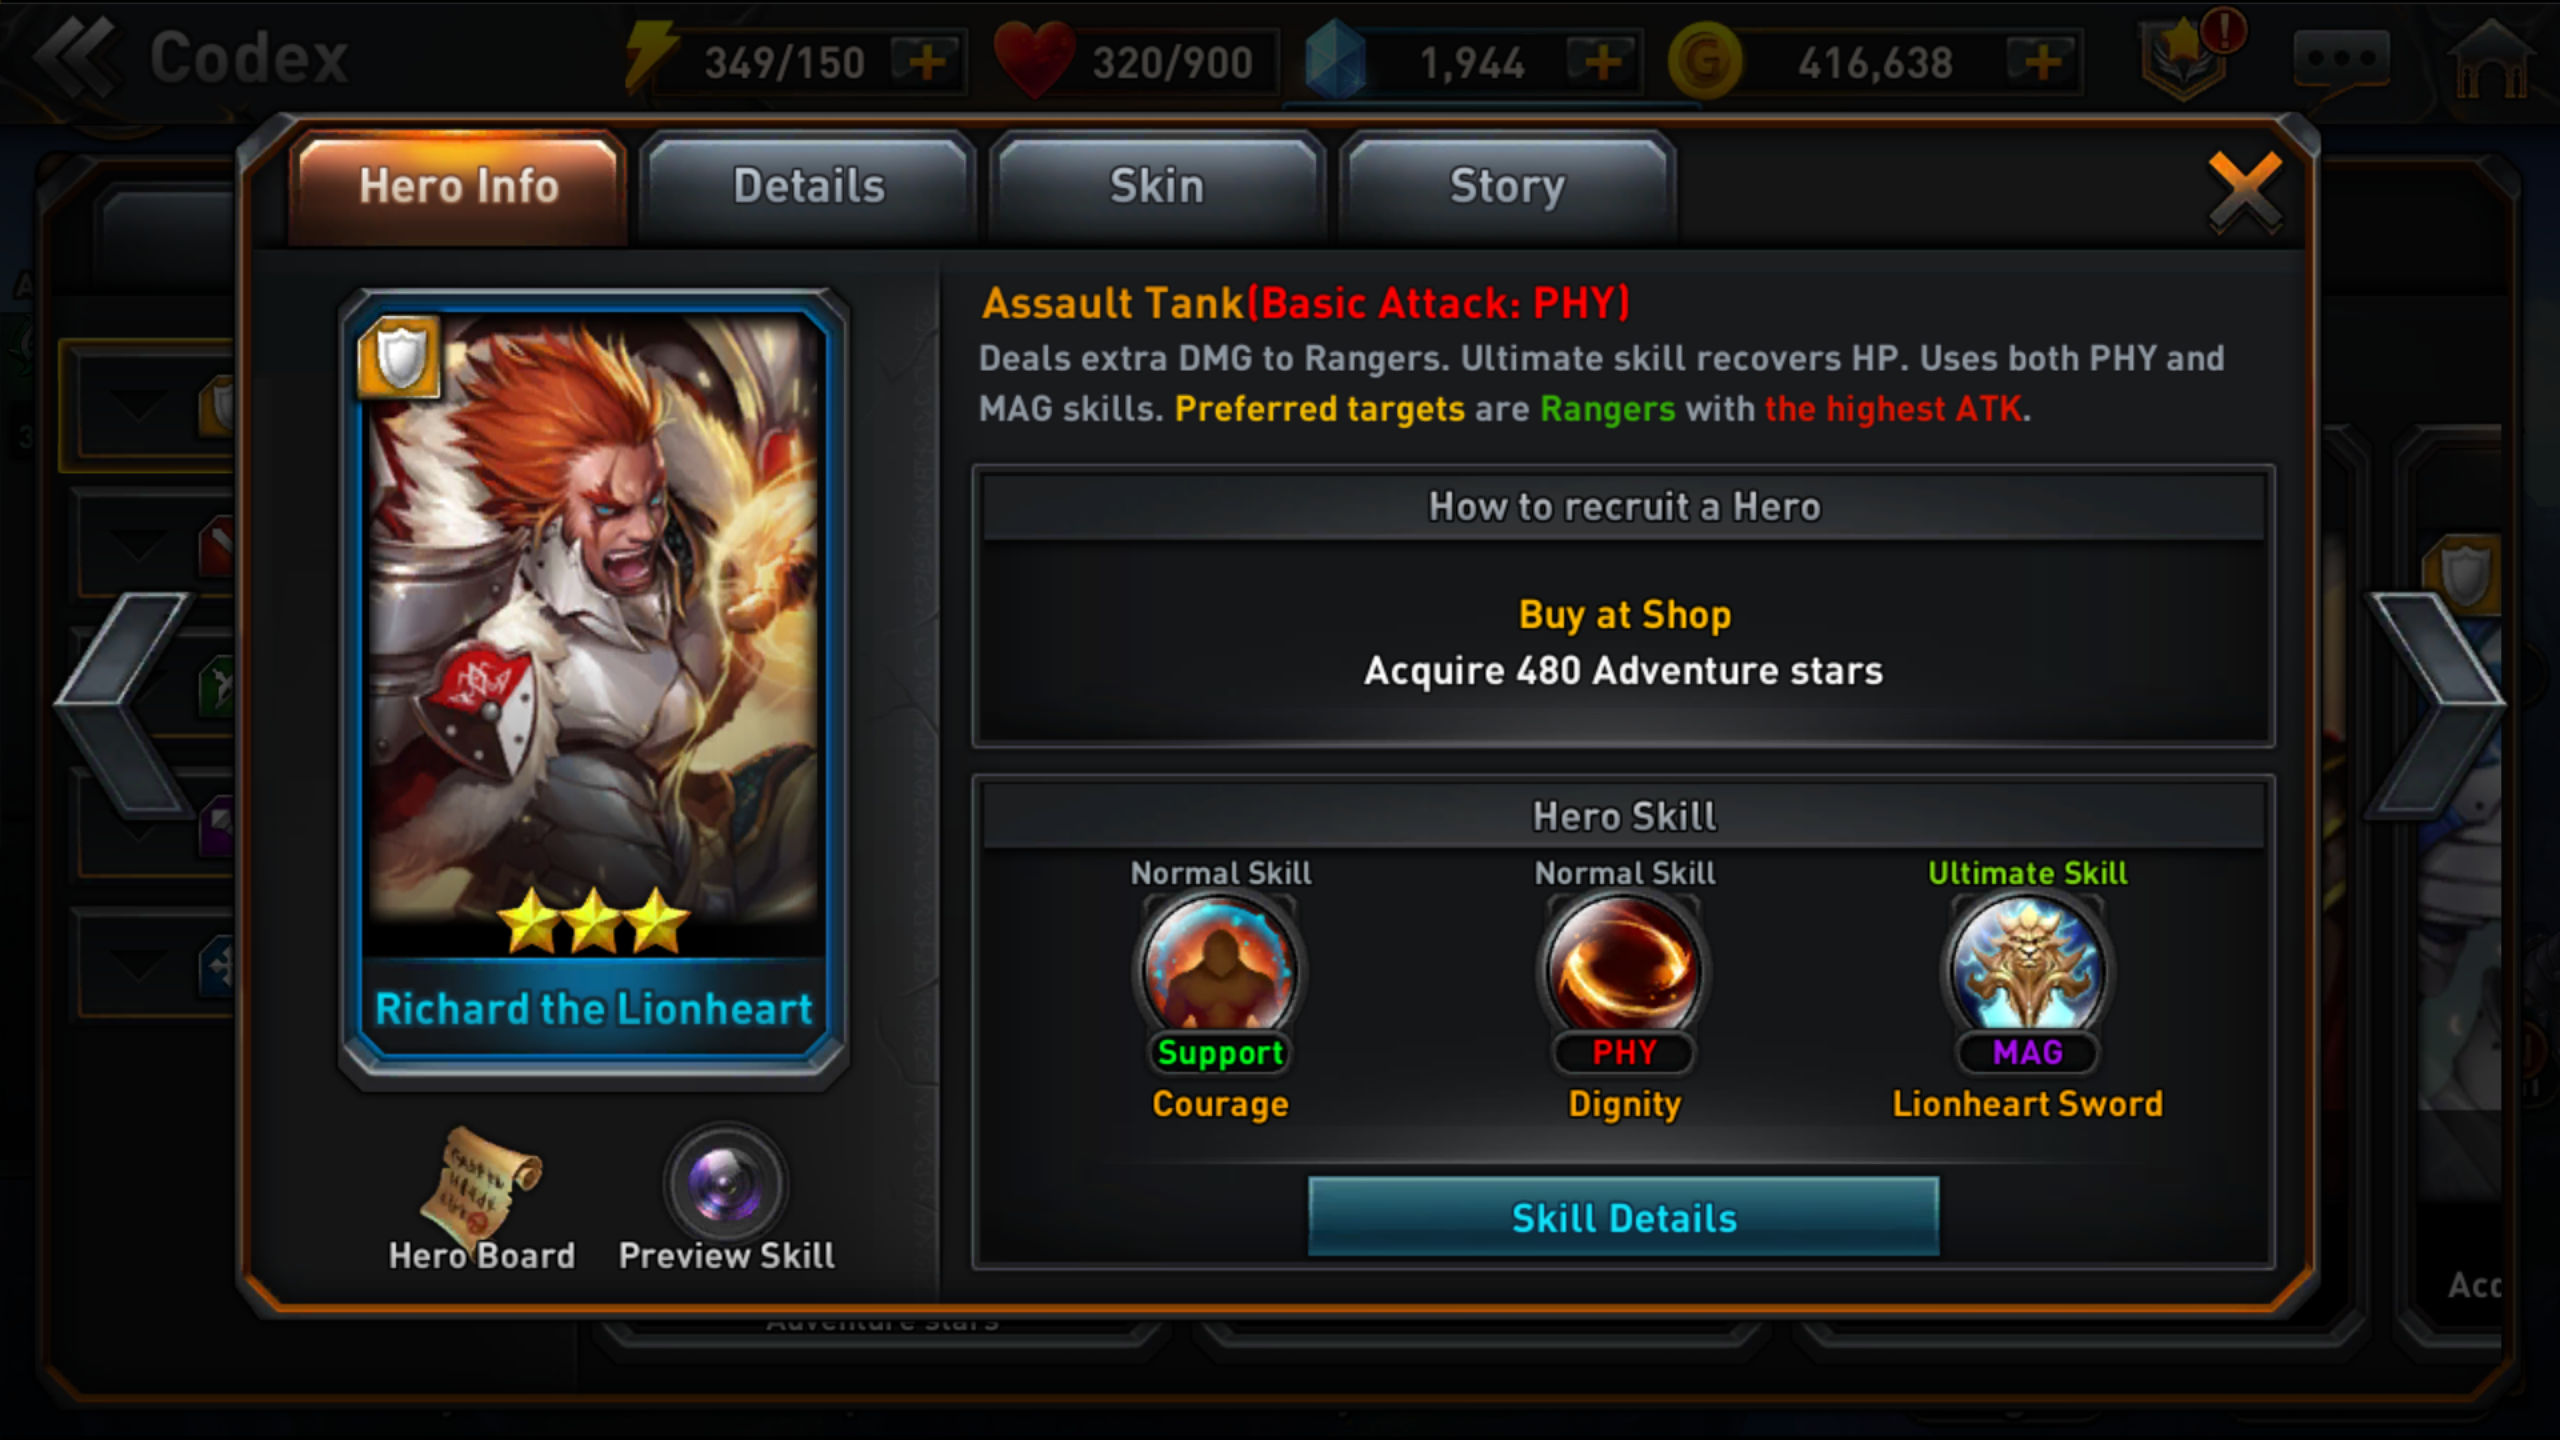 Codex
349/150
320/900
1,944
416,638
Hero Info
Details
Skin
Story
Assault Tank(Basic Attack: PHY)
Deals extra DMG to Rangers. Ultimate skill recovers HP. Uses both PHY and
MAG skills. Preferred targets are Rangers with the highest ATK.
How to recruit a Hero
Buy at Shop
Acquire 480 Adventure stars
Richard the Lionheart
Hero Board
Preview Skill
Hero Skill
Normal Skill
Support
Courage
Normal Skill
PHY
Dignity
Ultimate Skill
MAG
Lionheart Sword
Skill Details
Adventure stars